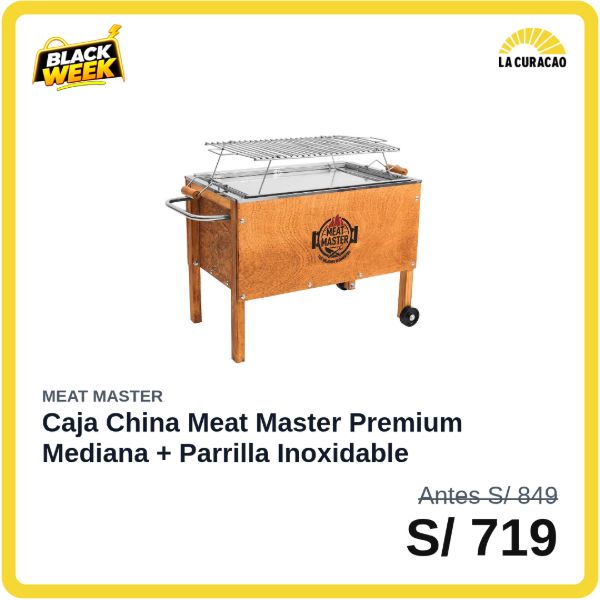 BLACK
WEEK
LA CURACAO
MEAT
MASTER
MEAT MASTER
Caja China Meat Master Premium
Mediana + Parrilla Inoxidable
Antes S/ 849
S/ 719